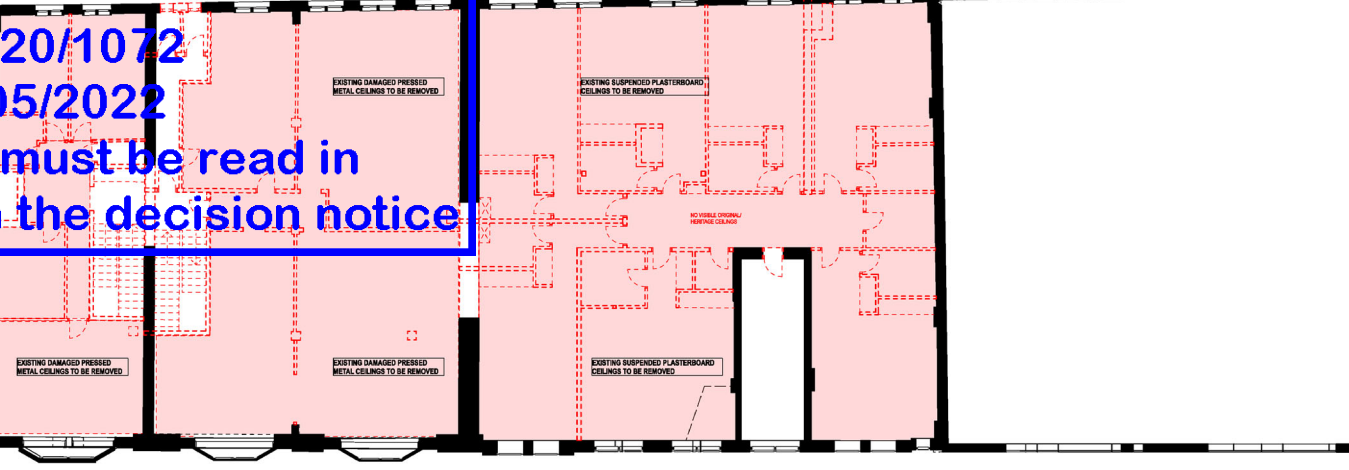 20/1072
05/2022
must be read in
the decision notice
EXISTING DAMAGED PRESSED
METAL CEILINGS TO BE REMOVED
EXISTING SUSPENDED PLASTERBOARD
CEILINGS TO BE REMOVED
NO VISIBLE ORIGINAL/
HERITAGE CEILINGS
EXISTING DAMAGED PRESSED
METAL CEILINGS TO BE REMOVED
EXISTING DAMAGED PRESSED
METAL CEILINGS TO BE REMOVED
EXISTING SUSPENDED PLASTERBOARD
CEILINGS TO BE REMOVED